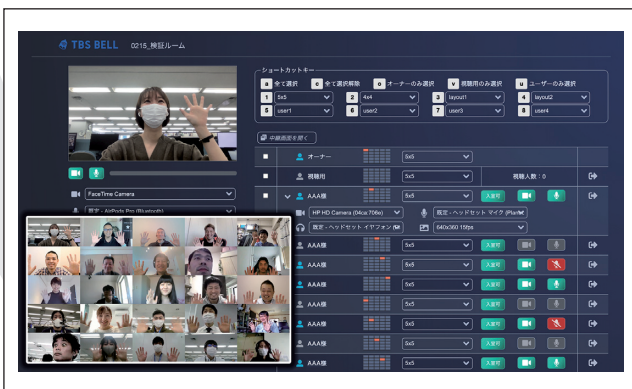 TBS BELL 0215_検証ルーム
ショートカットキー
a 全て選択 c 全て選択解除 o オーナーのみ選択 v 視聴用のみ選択 u ユーザーのみ選択
1 5x5 2 4x4 3 layout1 4 layout2
5 user1 6 user2 7 user3 8 user4
中継画面を開く
オーナー 5x5
視聴用 5x5 視聴人数:0
AAA様 5x5 入室可
FaceTime Camera
HP HD Camera (04ca:706e) 既定 - ヘッドセット マイク (Plant
既定 - AirPods Pro (Bluetooth)
既定 - ヘッドセット イヤフォン 640x360 15fps
AAA様 5x5 入室可
AAA様 5x5 入室可
AAA様 5x5 入室可
AAA様 5x5 入室可
AAA様 5x5 入室可
AAA様 5x5 入室可
AAA様 5x5 入室可